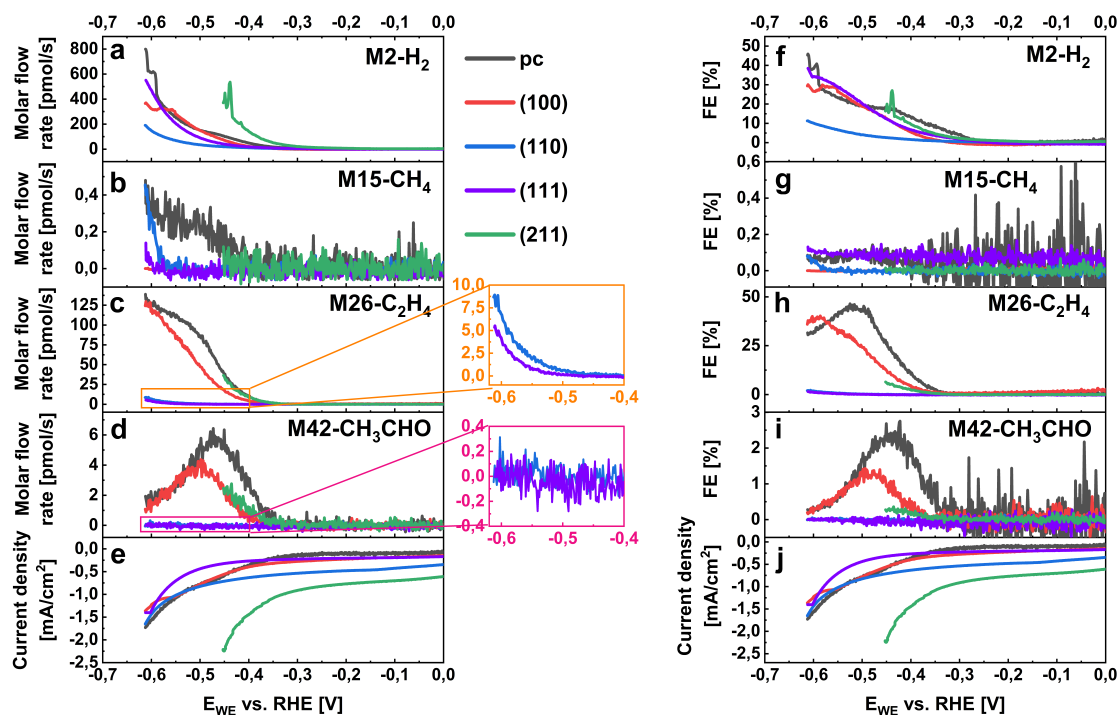 -0,7 -0,6 -0,5 -0,4 -0,3 -0,2 -0,1 0,0
a M2-H2
Molar flow
rate [pmol/s]
800
600
400
200
0
b M15-CH4
Molar flow
rate [pmol/s]
0,4
0,2
0,0
c M26-C2H4
Molar flow
rate [pmol/s]
125
100
75
50
25
0
d M42-CH3CHO
Molar flow
rate [pmol/s]
6
4
2
0
e
Current density
[mA/cm2]
0,0
-0,5
-1,0
-1,5
-2,0
-2,5
-0,7 -0,6 -0,5 -0,4 -0,3 -0,2 -0,1 0,0
EWE vs. RHE [V]
pc
(100)
(110)
(111)
(211)
10,0
7,5
5,0
2,5
0,0
-0,6 -0,5 -0,4
0,4
0,2
0,0
-0,2
-0,4
-0,6 -0,5 -0,4
-0,7 -0,6 -0,5 -0,4 -0,3 -0,2 -0,1 0,0
f M2-H2
FE [%]
50
40
30
20
10
0
g M15-CH4
FE [%]
0,6
0,4
0,2
0,0
h M26-C2H4
FE [%]
50
25
0
i M42-CH3CHO
FE [%]
3
2
1
0
j
Current density
[mA/cm2]
0,0
-0,5
-1,0
-1,5
-2,0
-2,5
-0,7 -0,6 -0,5 -0,4 -0,3 -0,2 -0,1 0,0
EWE vs. RHE [V]